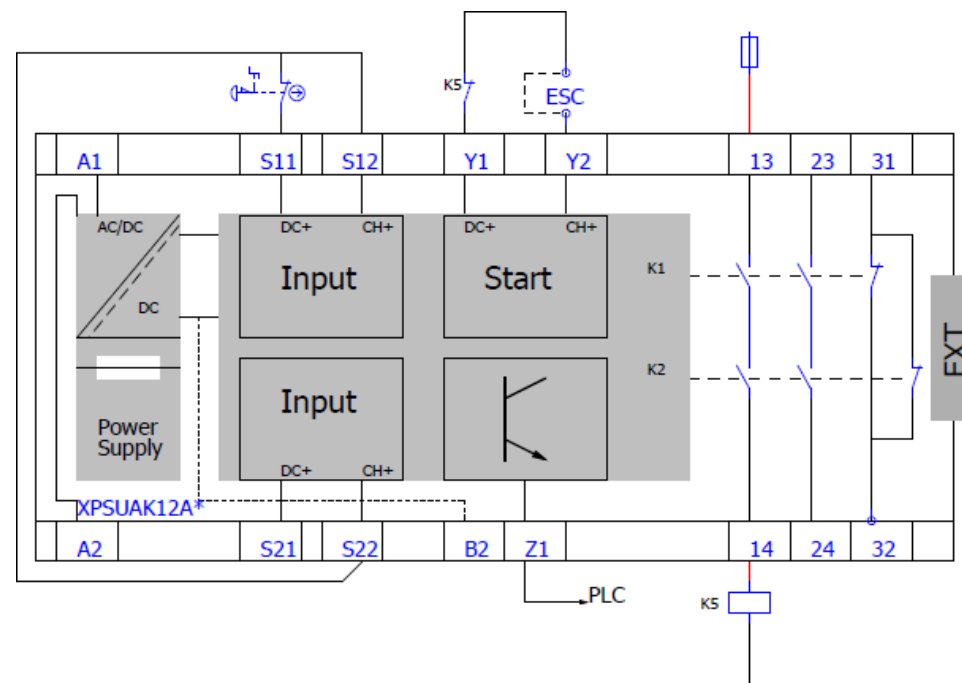 K5
ESC
A1
S11
S12
Y1
Y2
13
23
31
AC/DC
DC
DC+
CH+
Input
DC+
CH+
Start
K1
K2
EXT
Input
DC+
CH+
Power
Supply
XPSUAK12A*
A2
S21
S22
B2
Z1
14
24
32
PLC
K5